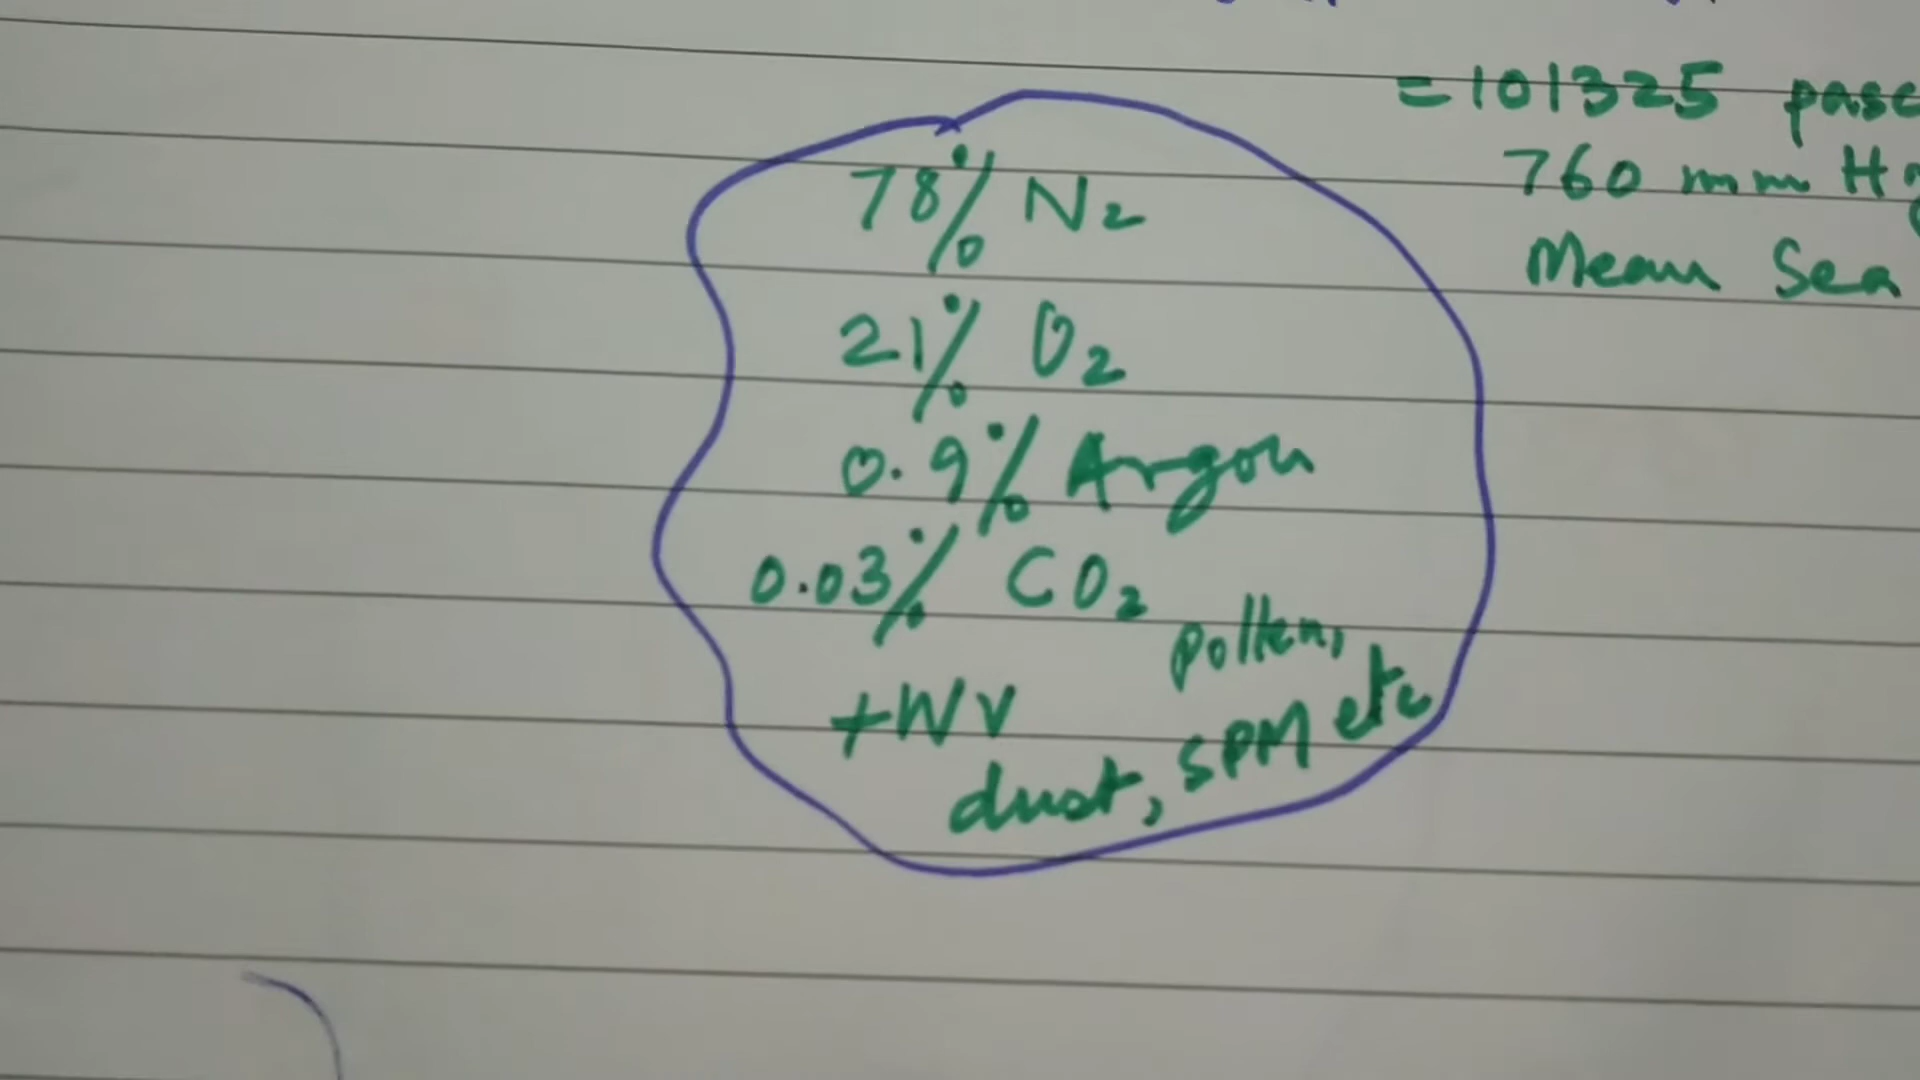 = 101325
760 mm
Mean Sea
78% N₂
21% O₂
0.9% Argon
0.03% CO₂
pollen,
+ WV
dust, SPM etc